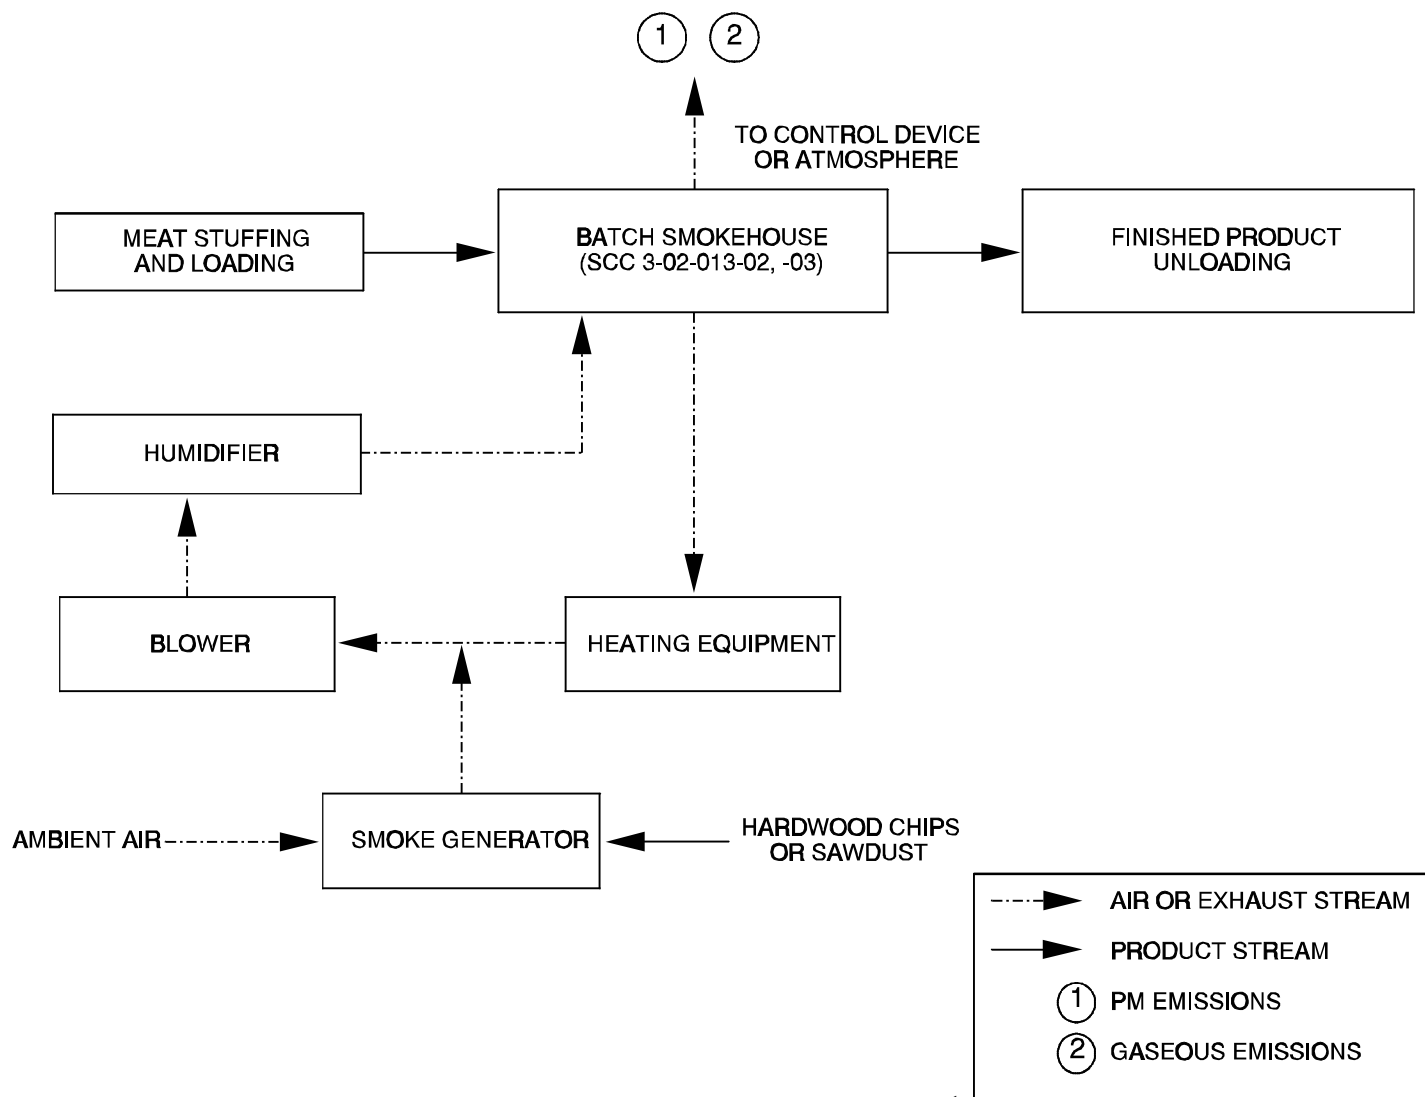 1 2
TO CONTROL DEVICE
OR ATMOSPHERE
MEAT STUFFING
AND LOADING
BATCH SMOKEHOUSE
(SCC 3-02-013-02, -03)
FINISHED PRODUCT
UNLOADING
HUMIDIFIER
BLOWER
HEATING EQUIPMENT
AMBIENT AIR
SMOKE GENERATOR
HARDWOOD CHIPS
OR SAWDUST
AIR OR EXHAUST STREAM
PRODUCT STREAM
1 PM EMISSIONS
2 GASEOUS EMISSIONS